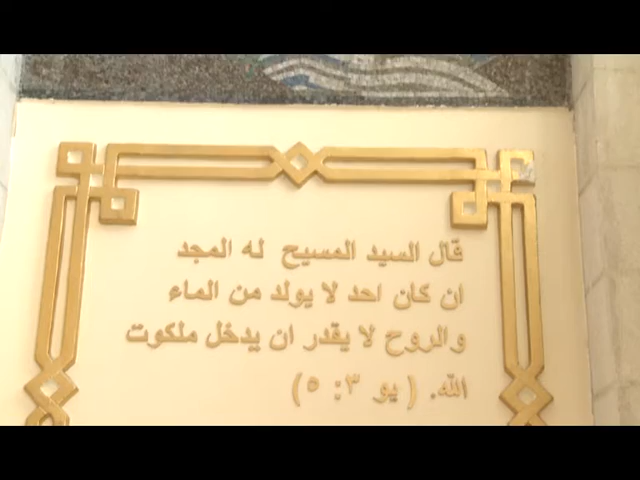 قال السيد المسيح له المجد
ان كان احد لا يولد من الماء
والروح لا يقدر ان يدخل ملكوت
الله. ( يو ٣: ٥)